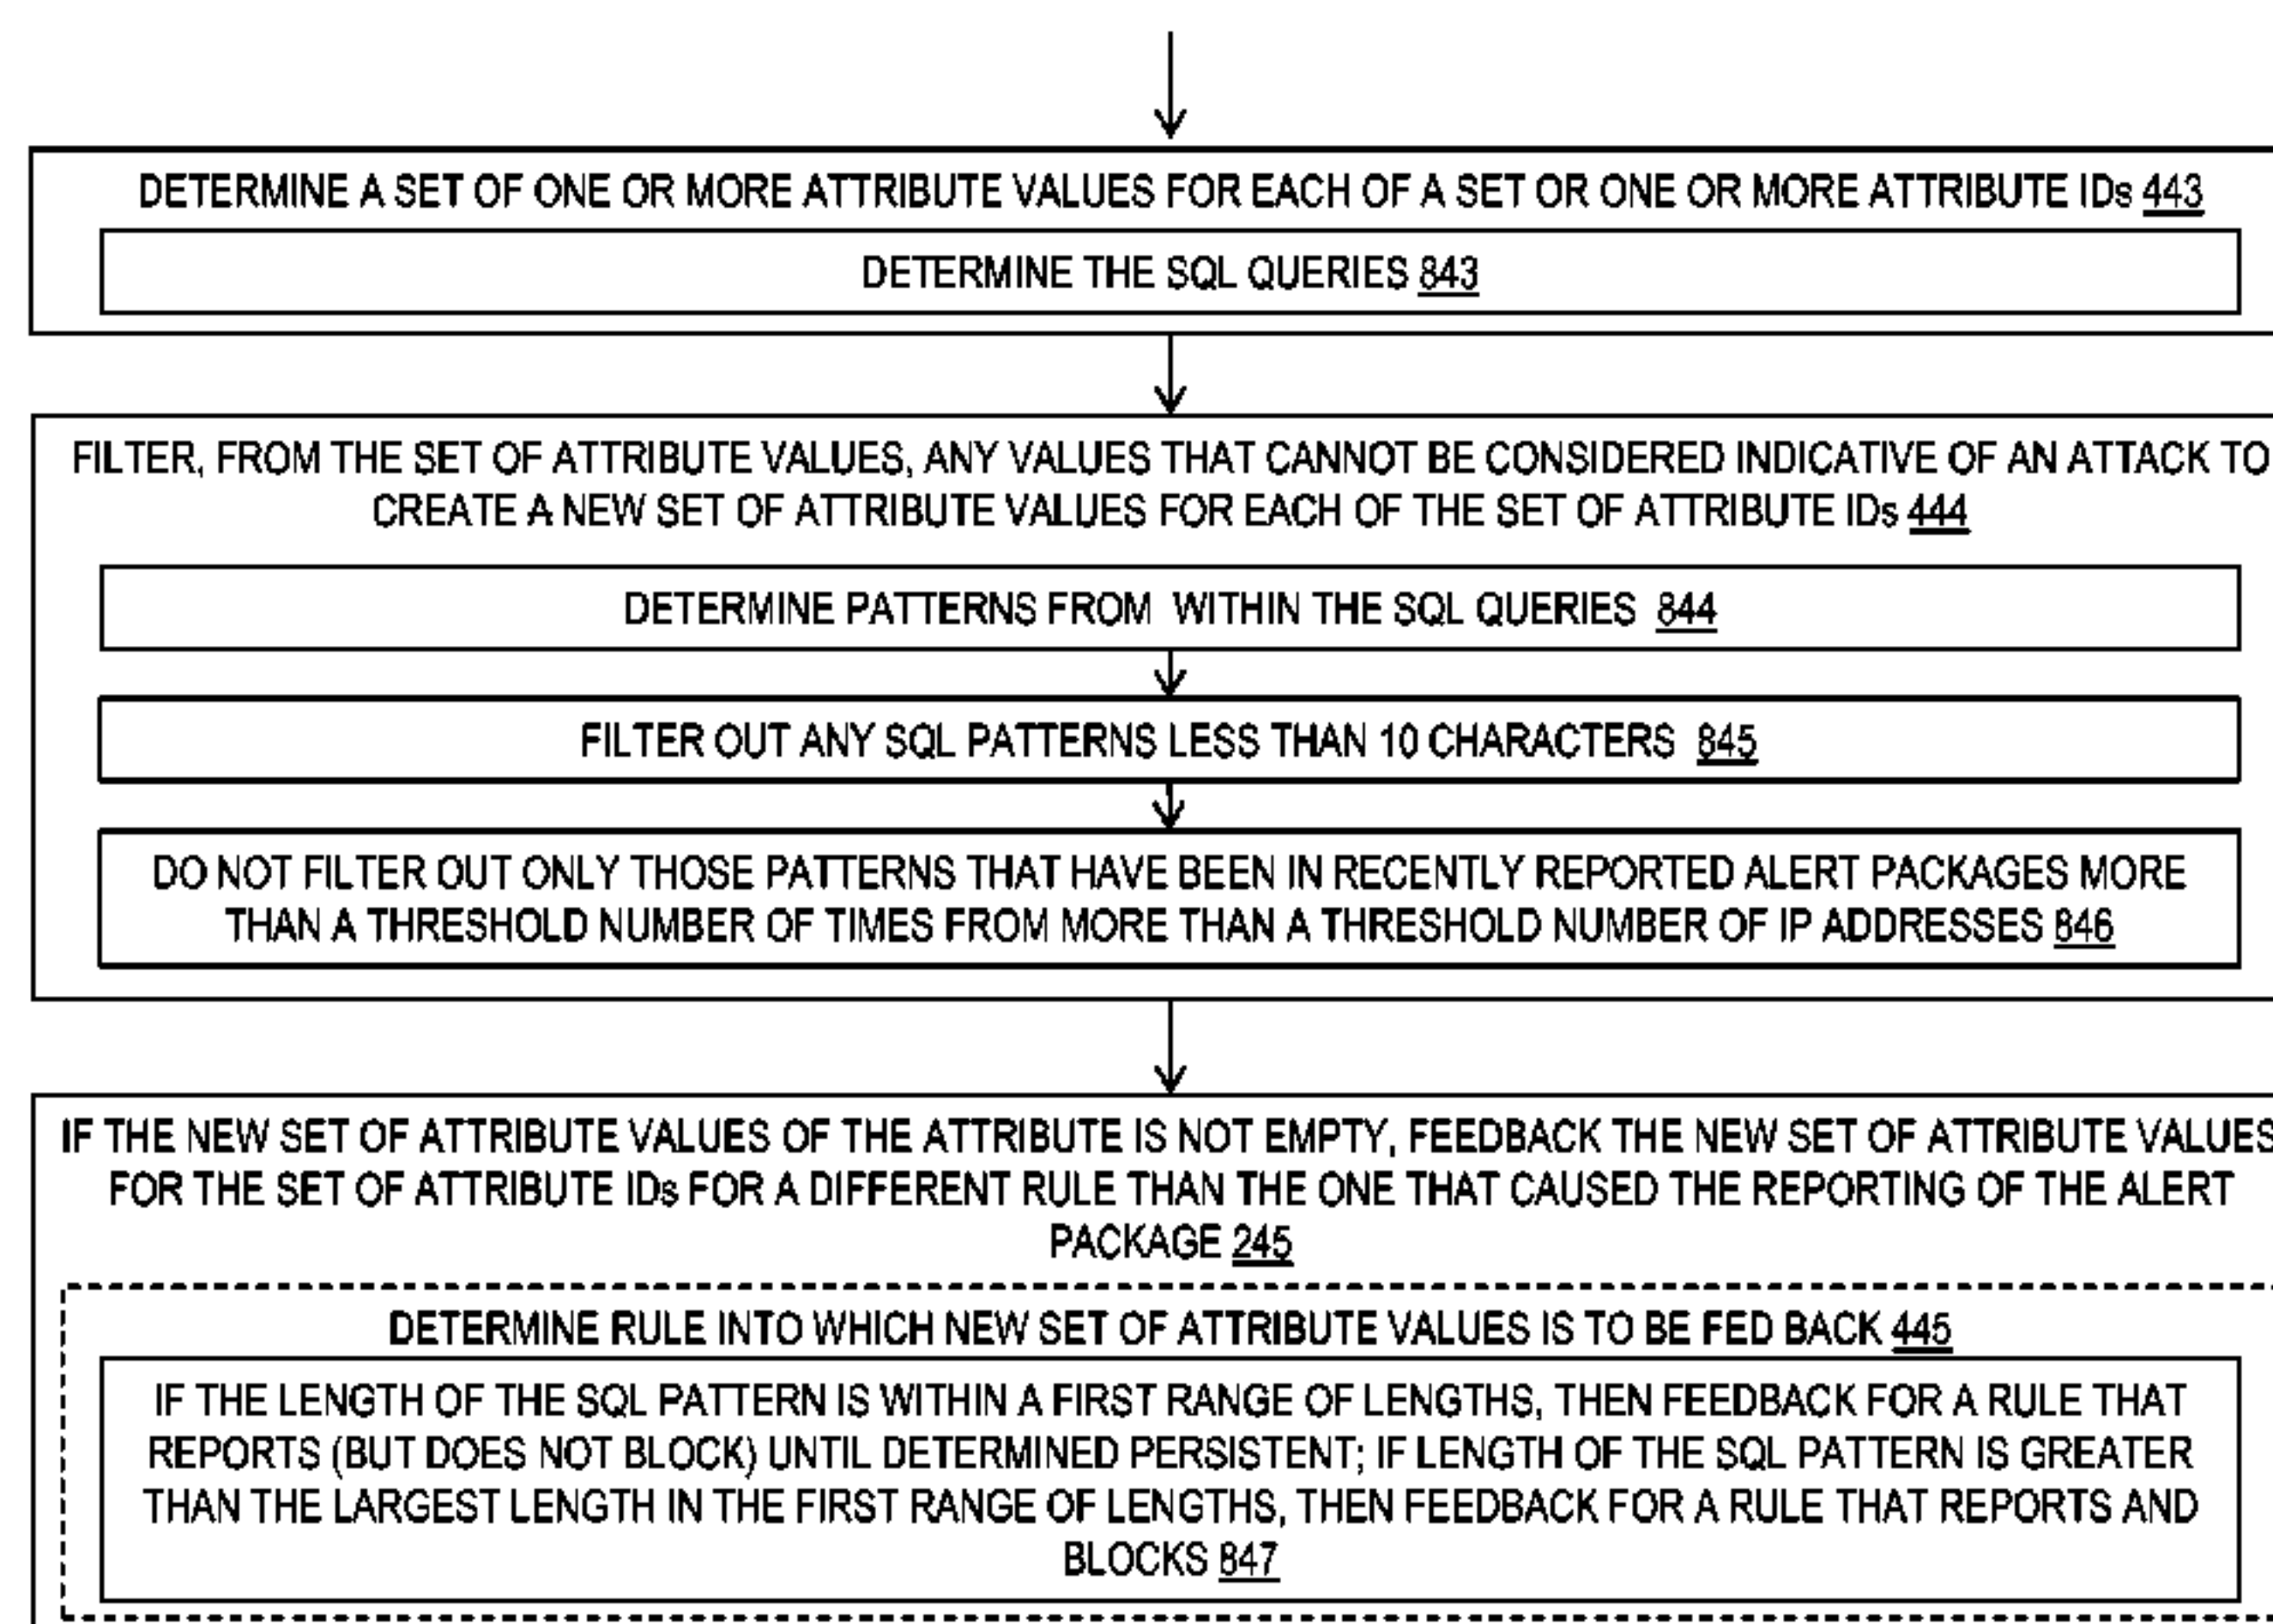 DETERMINE A SET OF ONE OR MORE ATTRIBUTE VALUES FOR EACH OF A SET OR ONE OR MORE ATTRIBUTE IDs 443
DETERMINE THE SQL QUERIES 843
FILTER, FROM THE SET OF ATTRIBUTE VALUES, ANY VALUES THAT CANNOT BE CONSIDERED INDICATIVE OF AN ATTACK TO
CREATE A NEW SET OF ATTRIBUTE VALUES FOR EACH OF THE SET OF ATTRIBUTE IDs 444
DETERMINE PATTERNS FROM WITHIN THE SQL QUERIES 844
FILTER OUT ANY SQL PATTERNS LESS THAN 10 CHARACTERS 845
DO NOT FILTER OUT ONLY THOSE PATTERNS THAT HAVE BEEN IN RECENTLY REPORTED ALERT PACKAGES MORE
THAN A THRESHOLD NUMBER OF TIMES FROM MORE THAN A THRESHOLD NUMBER OF IP ADDRESSES 846
IF THE NEW SET OF ATTRIBUTE VALUES OF THE ATTRIBUTE IS NOT EMPTY, FEEDBACK THE NEW SET OF ATTRIBUTE VALUES
FOR THE SET OF ATTRIBUTE IDs FOR A DIFFERENT RULE THAN THE ONE THAT CAUSED THE REPORTING OF THE ALERT
PACKAGE 245
DETERMINE RULE INTO WHICH NEW SET OF ATTRIBUTE VALUES IS TO BE FED BACK 445
IF THE LENGTH OF THE SQL PATTERN IS WITHIN A FIRST RANGE OF LENGTHS, THEN FEEDBACK FOR A RULE THAT
REPORTS (BUT DOES NOT BLOCK) UNTIL DETERMINED PERSISTENT; IF LENGTH OF THE SQL PATTERN IS GREATER
THAN THE LARGEST LENGTH IN THE FIRST RANGE OF LENGTHS, THEN FEEDBACK FOR A RULE THAT REPORTS AND
BLOCKS 847